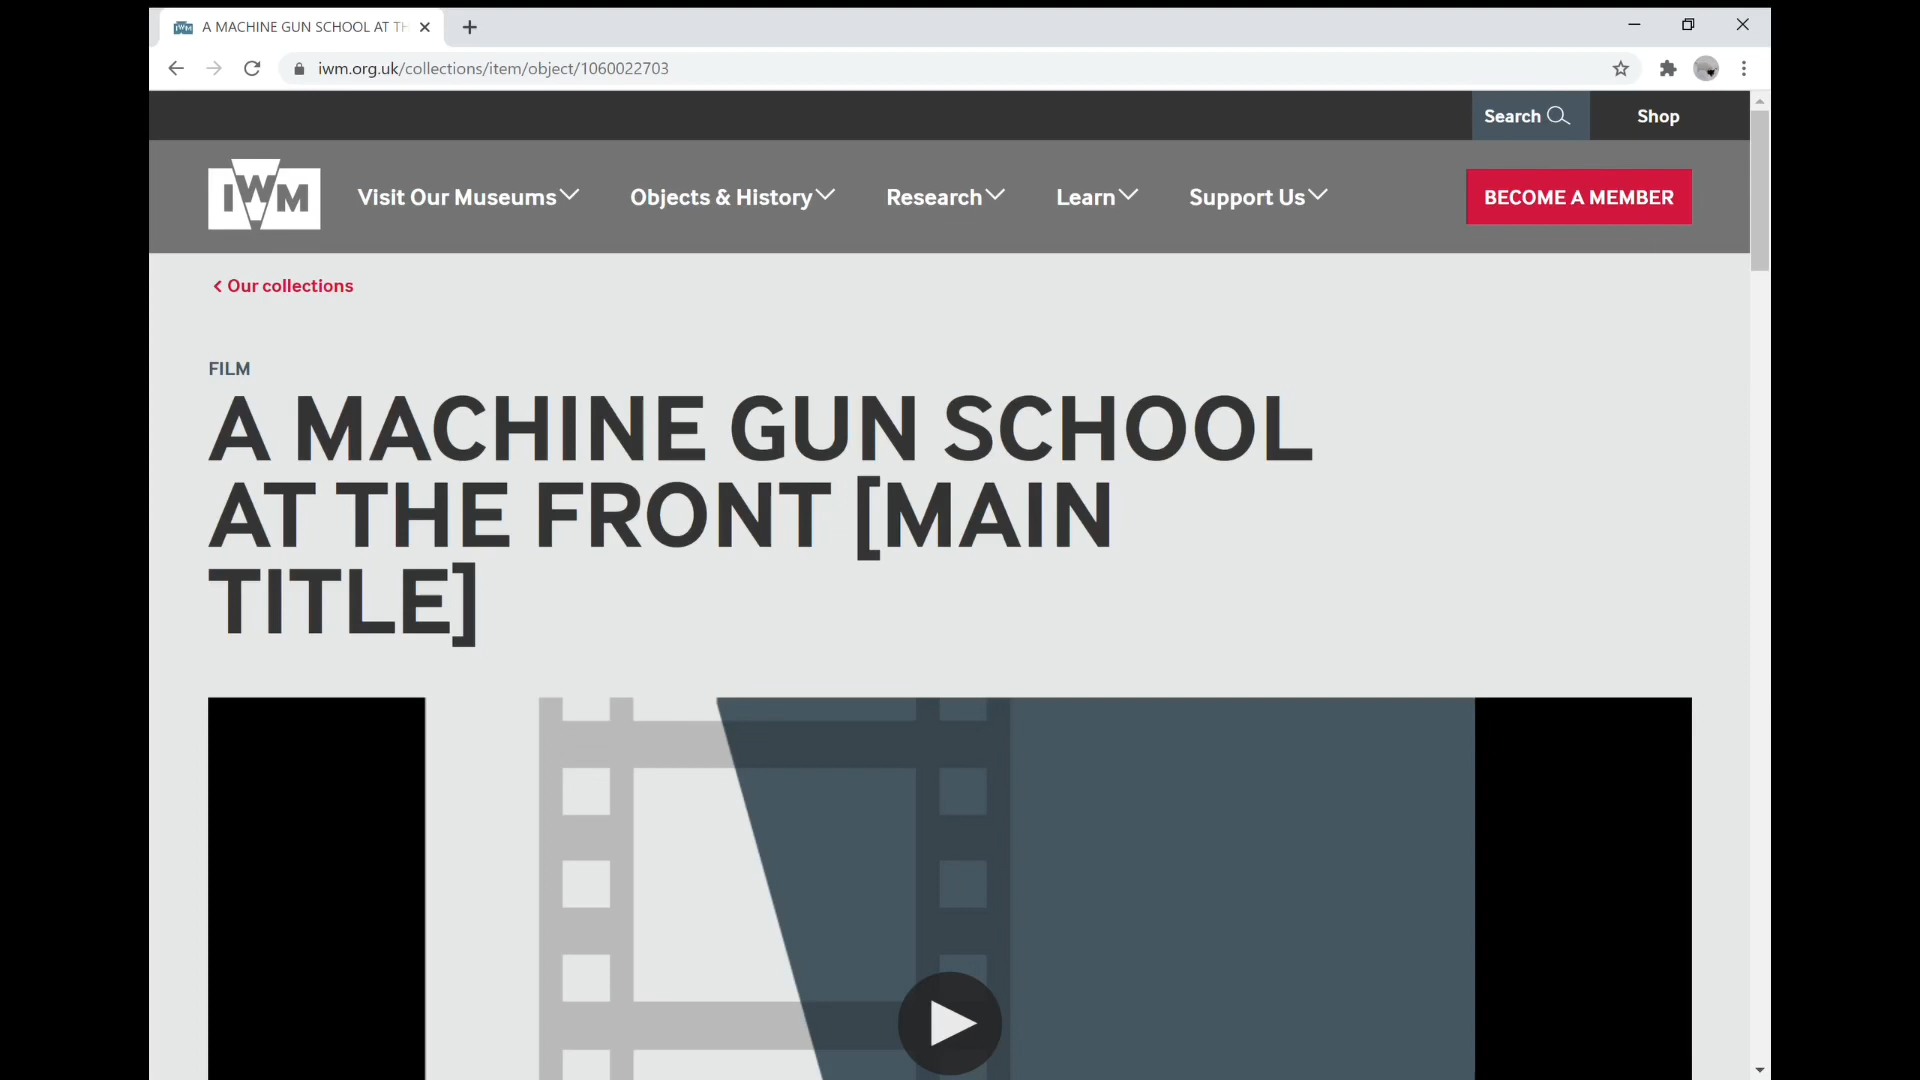 A MACHINE GUN SCHOOL AT TH
iwm.org.uk/collections/item/object/1060022703
Search
Shop
IWM
Visit Our Museums
Objects & History
Research
Learn
Support Us
BECOME A MEMBER
< Our collections
FILM
A MACHINE GUN SCHOOL
AT THE FRONT [MAIN
TITLE]